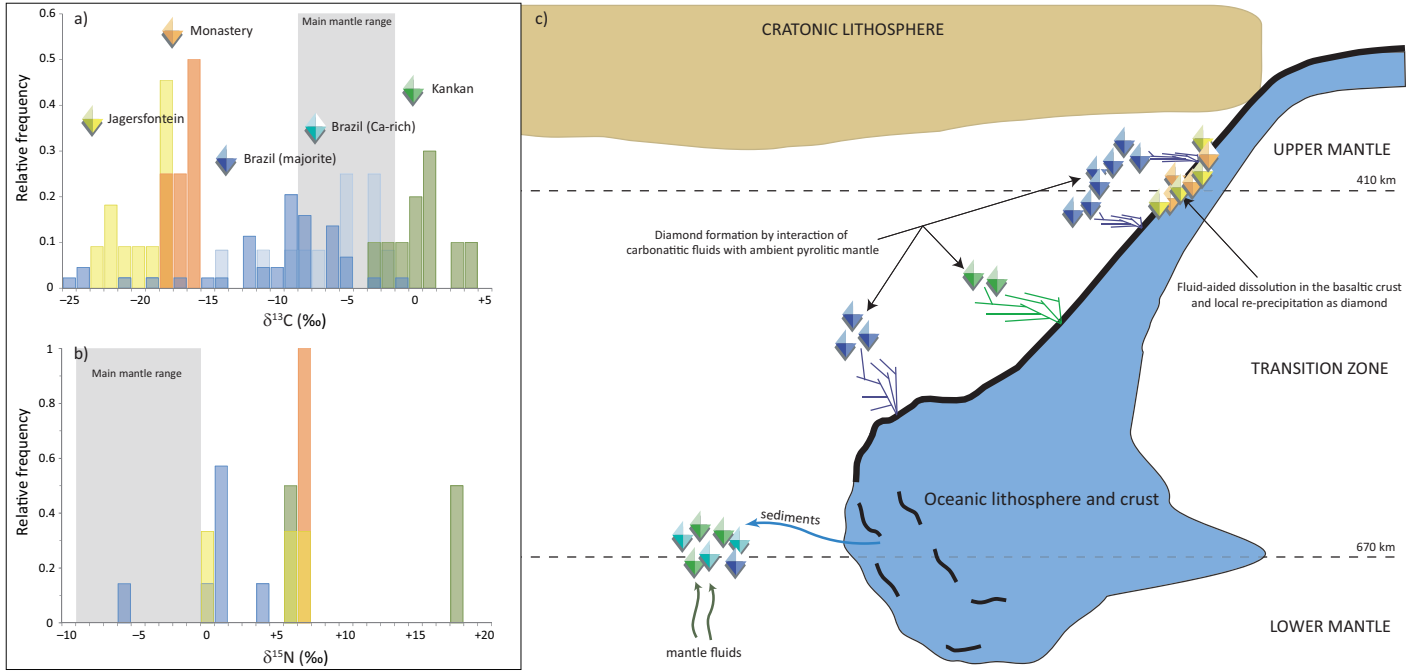 a)
Relative frequency
0.6
0.5
0.4
0.3
0.2
0.1
0
Monastery
Main mantle range
Kankan
Jagersfontein
Brazil (Ca-rich)
Brazil (majorite)
–25
–20
–15
–10
–5
0
+5
δ¹³C (‰)
b)
Relative frequency
1
0.8
0.6
0.4
0.2
0
Main mantle range
–10
–5
0
+5
+10
+15
+20
δ¹⁵N (‰)
c)
CRATONIC LITHOSPHERE
UPPER MANTLE
410 km
Diamond formation by interaction of
carbonatitic fluids with ambient pyrolitic mantle
Fluid-aided dissolution in the basaltic crust
and local re-precipitation as diamond
TRANSITION ZONE
Oceanic lithosphere and crust
sediments
670 km
mantle fluids
LOWER MANTLE